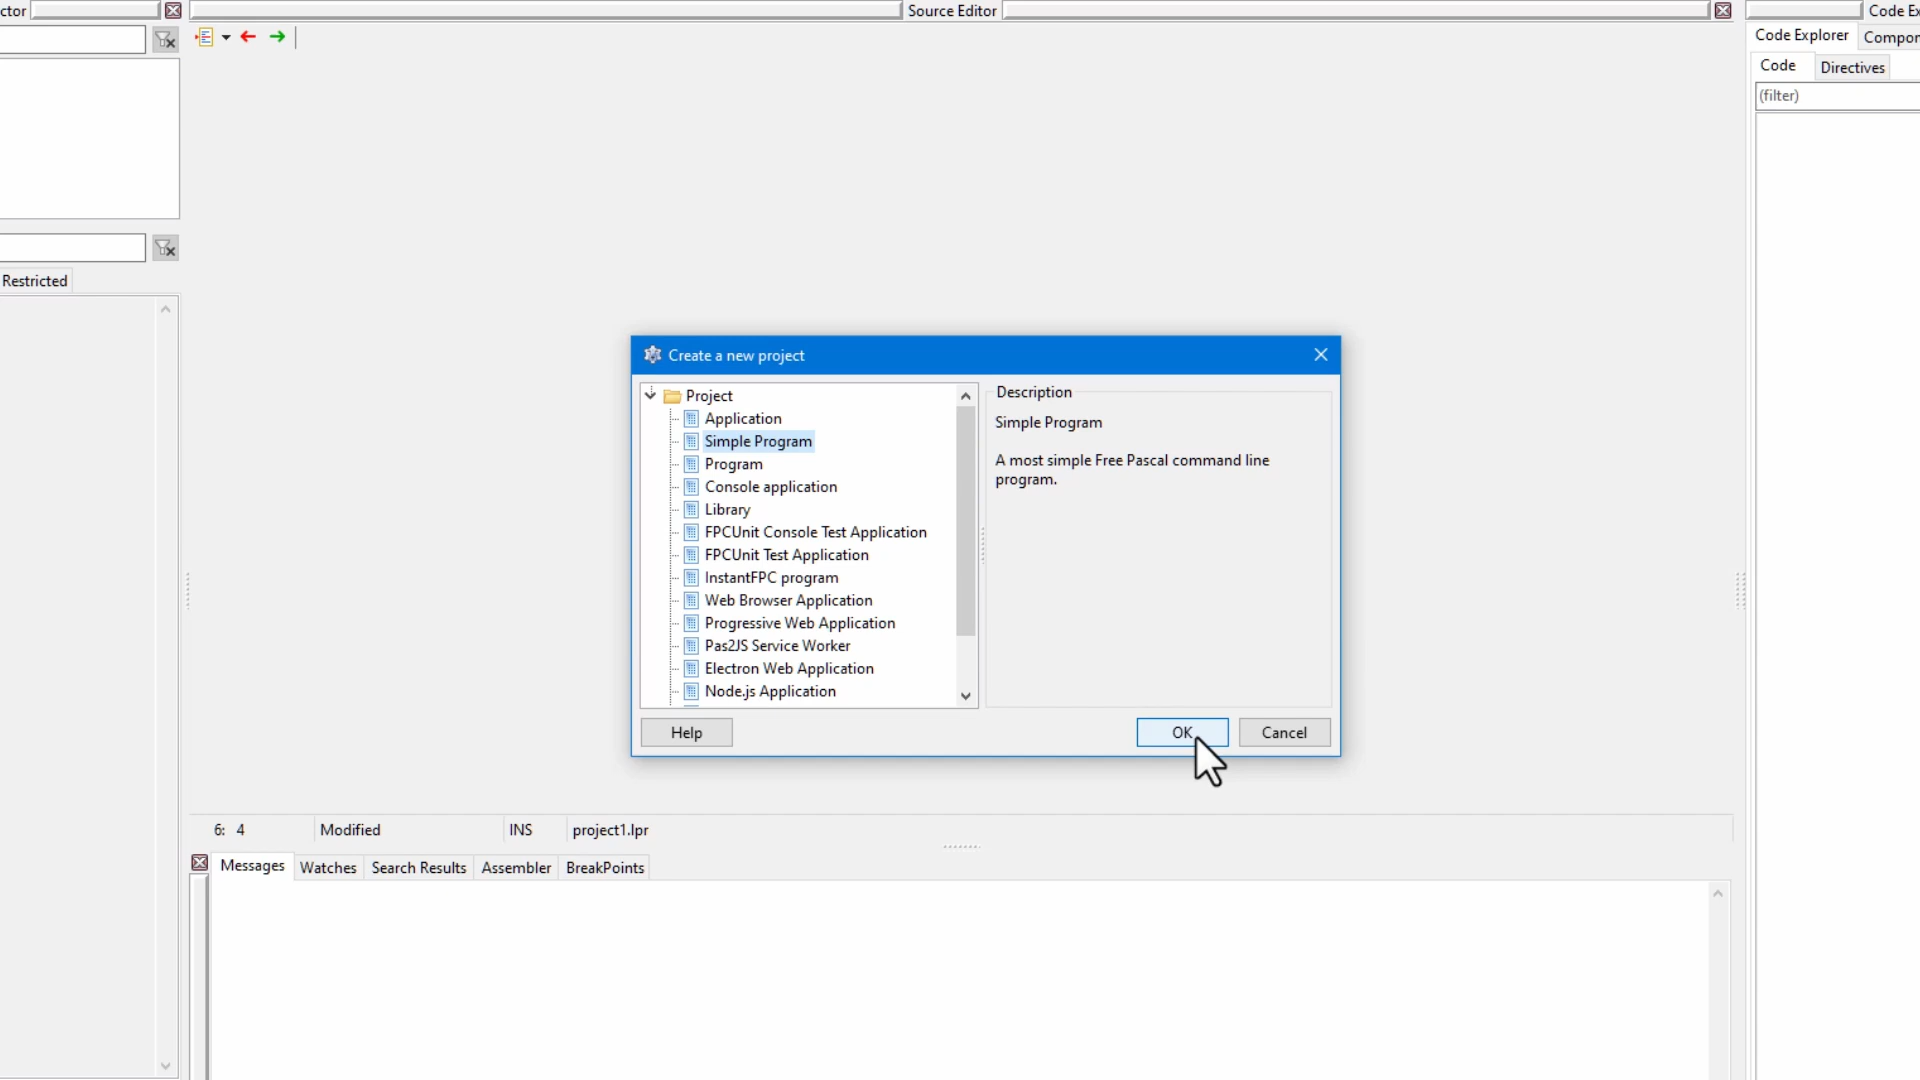 ctor
Source Editor
Code Ex
Code Explorer
Compor
Code
Directives
(filter)
Restricted
Create a new project
Project
Application
Simple Program
Program
Console application
Library
FPCUnit Console Test Application
FPCUnit Test Application
InstantFPC program
Web Browser Application
Progressive Web Application
Pas2JS Service Worker
Electron Web Application
Node.js Application
Description
Simple Program
A most simple Free Pascal command line
program.
Help
OK
Cancel
6: 4
Modified
INS
project1.lpr
Messages
Watches
Search Results
Assembler
BreakPoints